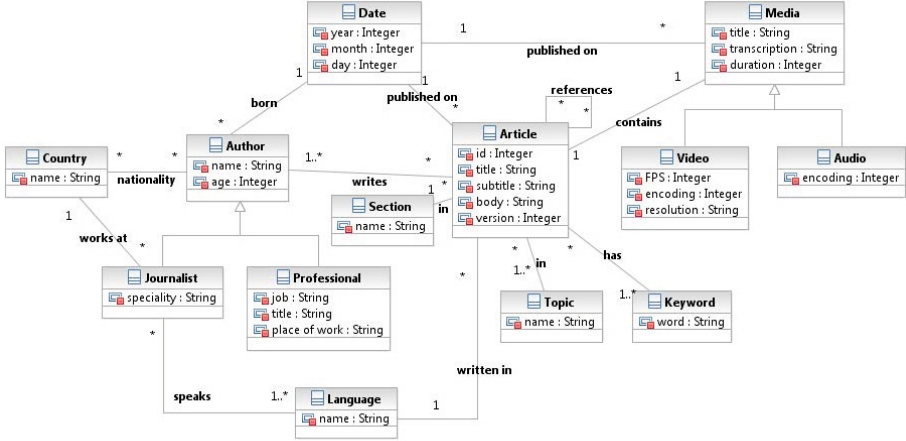 Date
year : Integer
month : Integer
day : Integer
1
*
published on
Media
title : String
transcription : String
duration : Integer
1
born
*
1
published on
*
references
*
*
1
contains
1
Country
name : String
*
*
nationality
Author
name : String
age : Integer
1..*
*
writes
Article
id : Integer
title : String
subtitle : String
body : String
version : Integer
Video
FPS : Integer
encoding : Integer
resolution : String
Audio
encoding : Integer
1
*
in
Section
name : String
1
works at
*
Journalist
speciality : String
Professional
job : String
title : String
place of work : String
*
*
in
1..*
*
has
1..*
Topic
name : String
Keyword
word : String
*
speaks
1..*
Language
name : String
1
written in
*